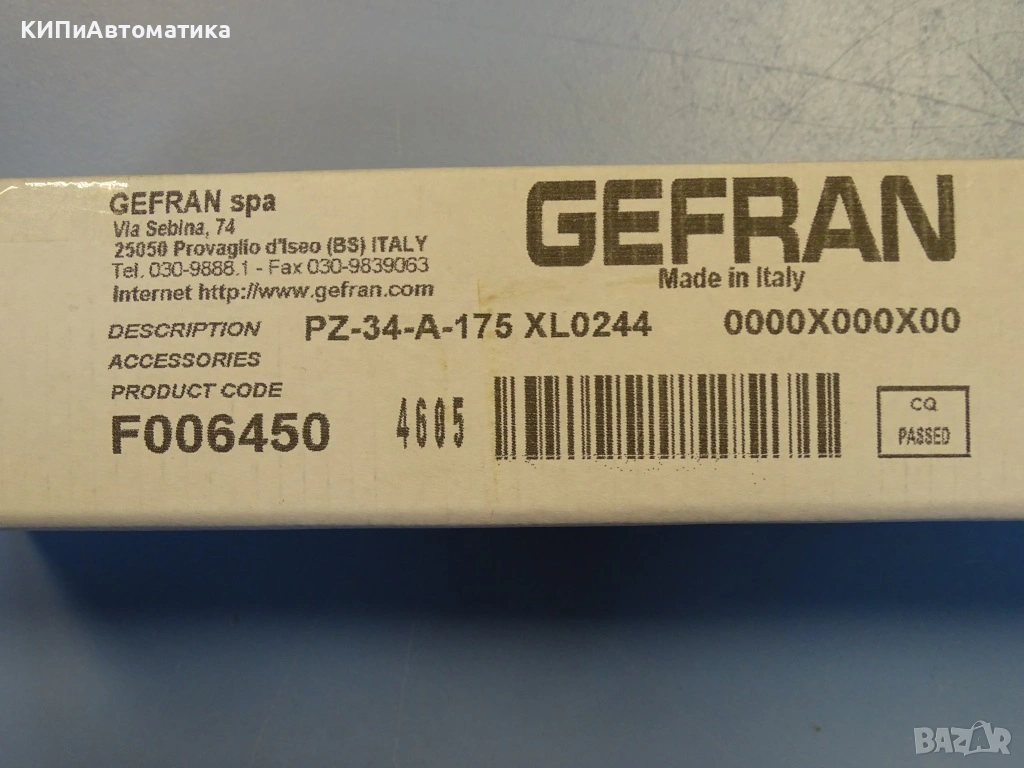 КИПиАвтоматика
GEFRAN spa
Via Sebina, 74
25050 Provaglio d'Iseo (BS) ITALY
Tel. 030-9888.1 - Fax 030-9839063
Internet http://www.gefran.com
GEFRAN
Made in Italy
DESCRIPTION PZ-34-A-175 XL0244 0000X000X00
ACCESSORIES
PRODUCT CODE
F006450 4605
CQ
PASSED
BAZAR